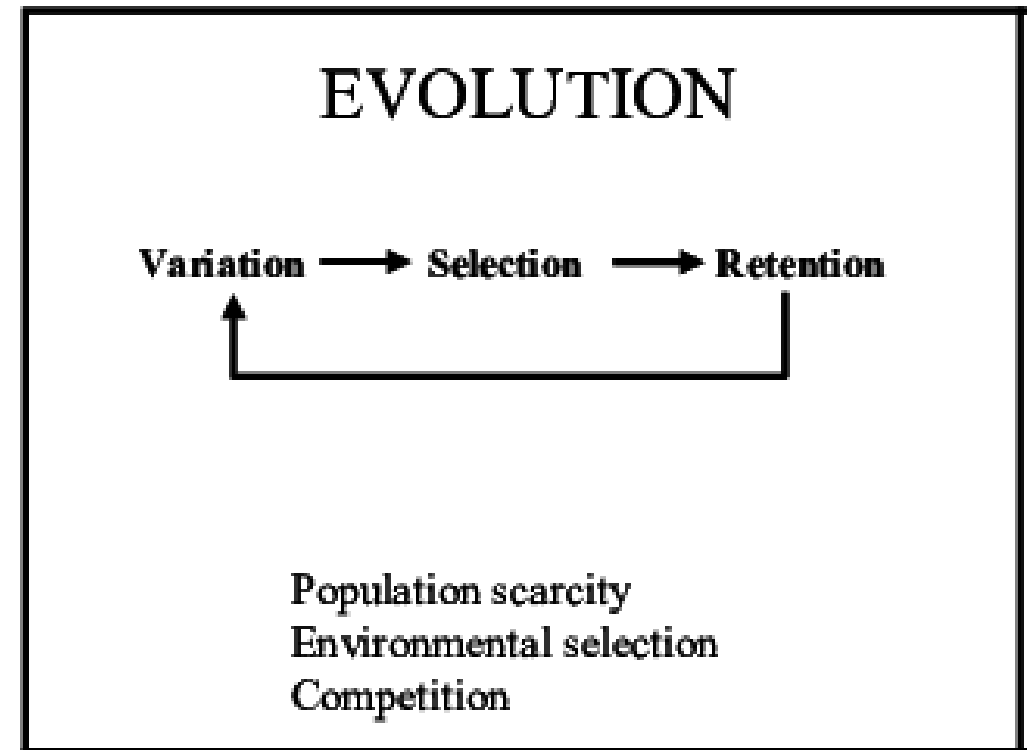 EVOLUTION
Variation Selection Retention
Population scarcity
Environmental selection
Competition